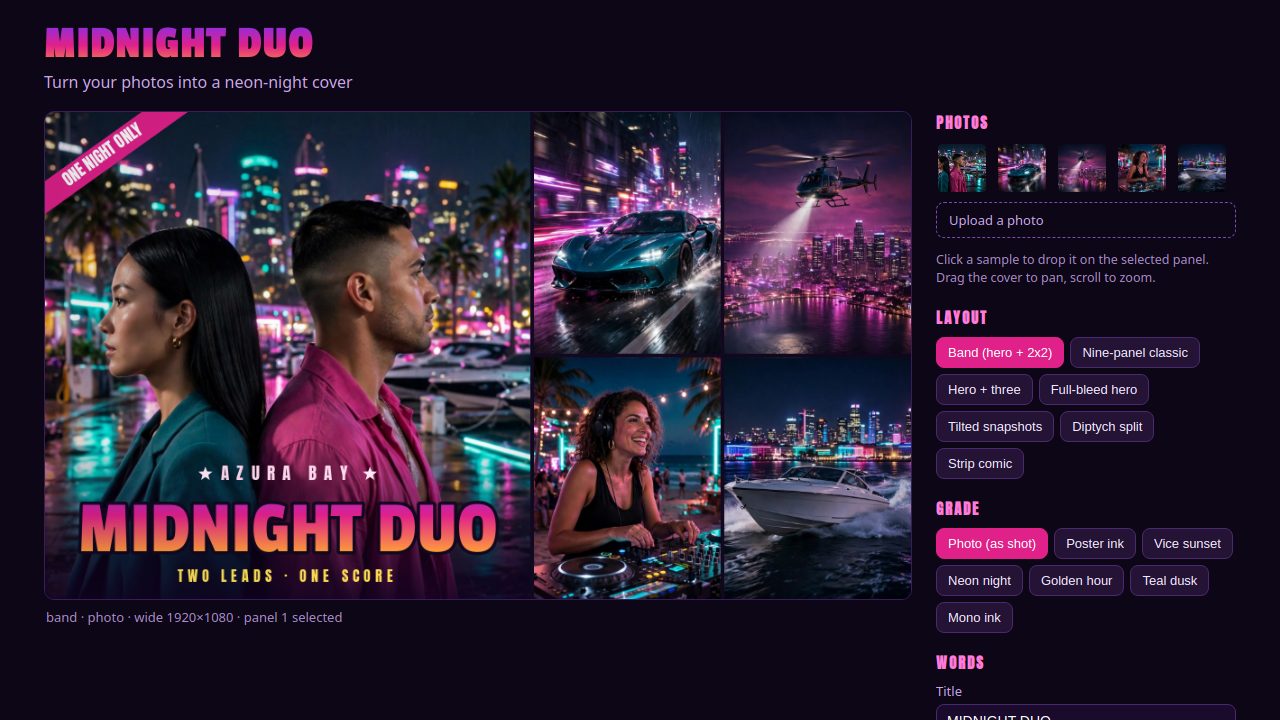 MIDNIGHT DUO
Turn your photos into a neon-night cover
ONE NIGHT ONLY
★ AZURA BAY ★
MIDNIGHT DUO
TWO LEADS · ONE SCORE
band · photo · wide 1920×1080 · panel 1 selected
PHOTOS
Upload a photo
Click a sample to drop it on the selected panel.
Drag the cover to pan, scroll to zoom.
LAYOUT
Band (hero + 2x2) Nine-panel classic
Hero + three Full-bleed hero
Tilted snapshots Diptych split
Strip comic
GRADE
Photo (as shot) Poster ink Vice sunset
Neon night Golden hour Teal dusk
Mono ink
WORDS
Title
MIDNIGHT DUO